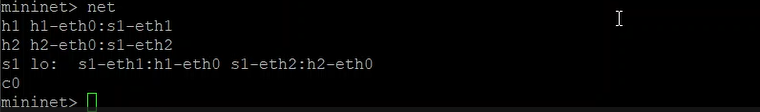 mininet> net
h1 h1-eth0:s1-eth1
h2 h2-eth0:s1-eth2
s1 lo:  s1-eth1:h1-eth0 s1-eth2:h2-eth0
c0
mininet>